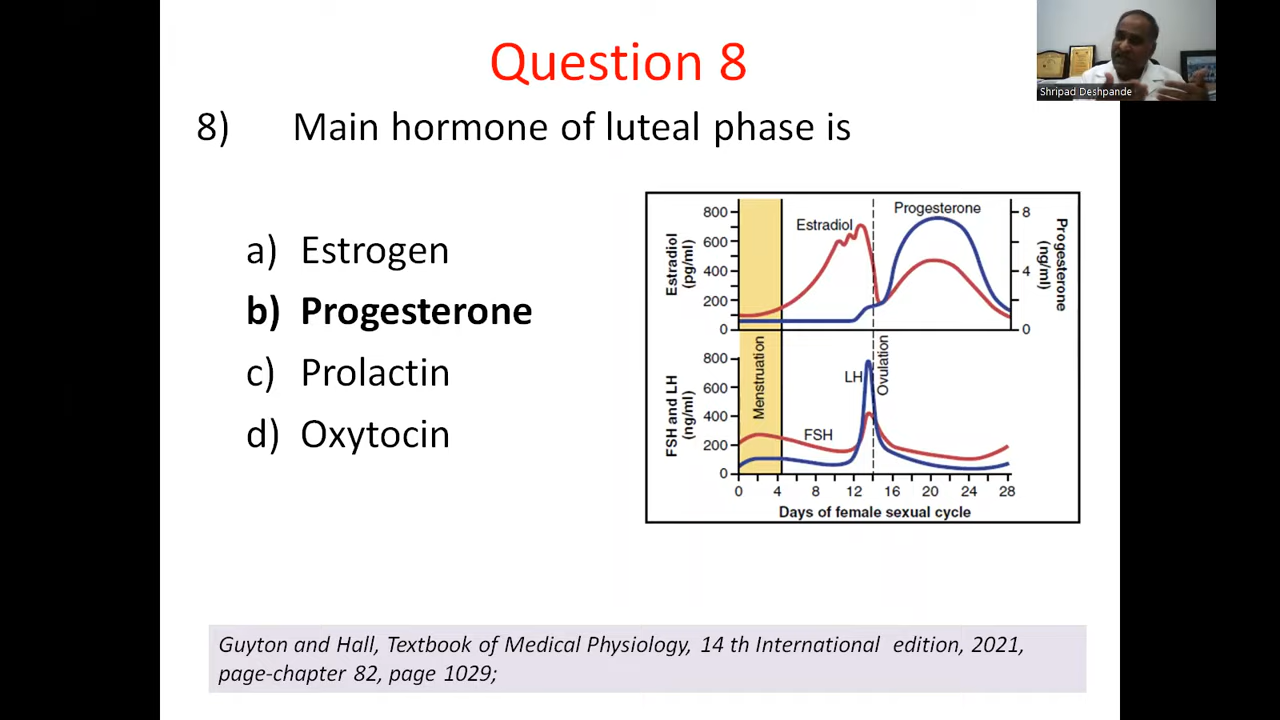 Question 8
Shripad Deshpande
8) Main hormone of luteal phase is
a) Estrogen
b) Progesterone
c) Prolactin
d) Oxytocin
Estradiol
(pg/ml)
800
600
400
200
0
Estradiol
Progesterone
8
4
0
Progesterone
(ng/ml)
FSH and LH
(ng/ml)
800
600
400
200
0
Menstruation
FSH
LH
Ovulation
0 4 8 12 16 20 24 28
Days of female sexual cycle
Guyton and Hall, Textbook of Medical Physiology, 14 th International edition, 2021,
page-chapter 82, page 1029;